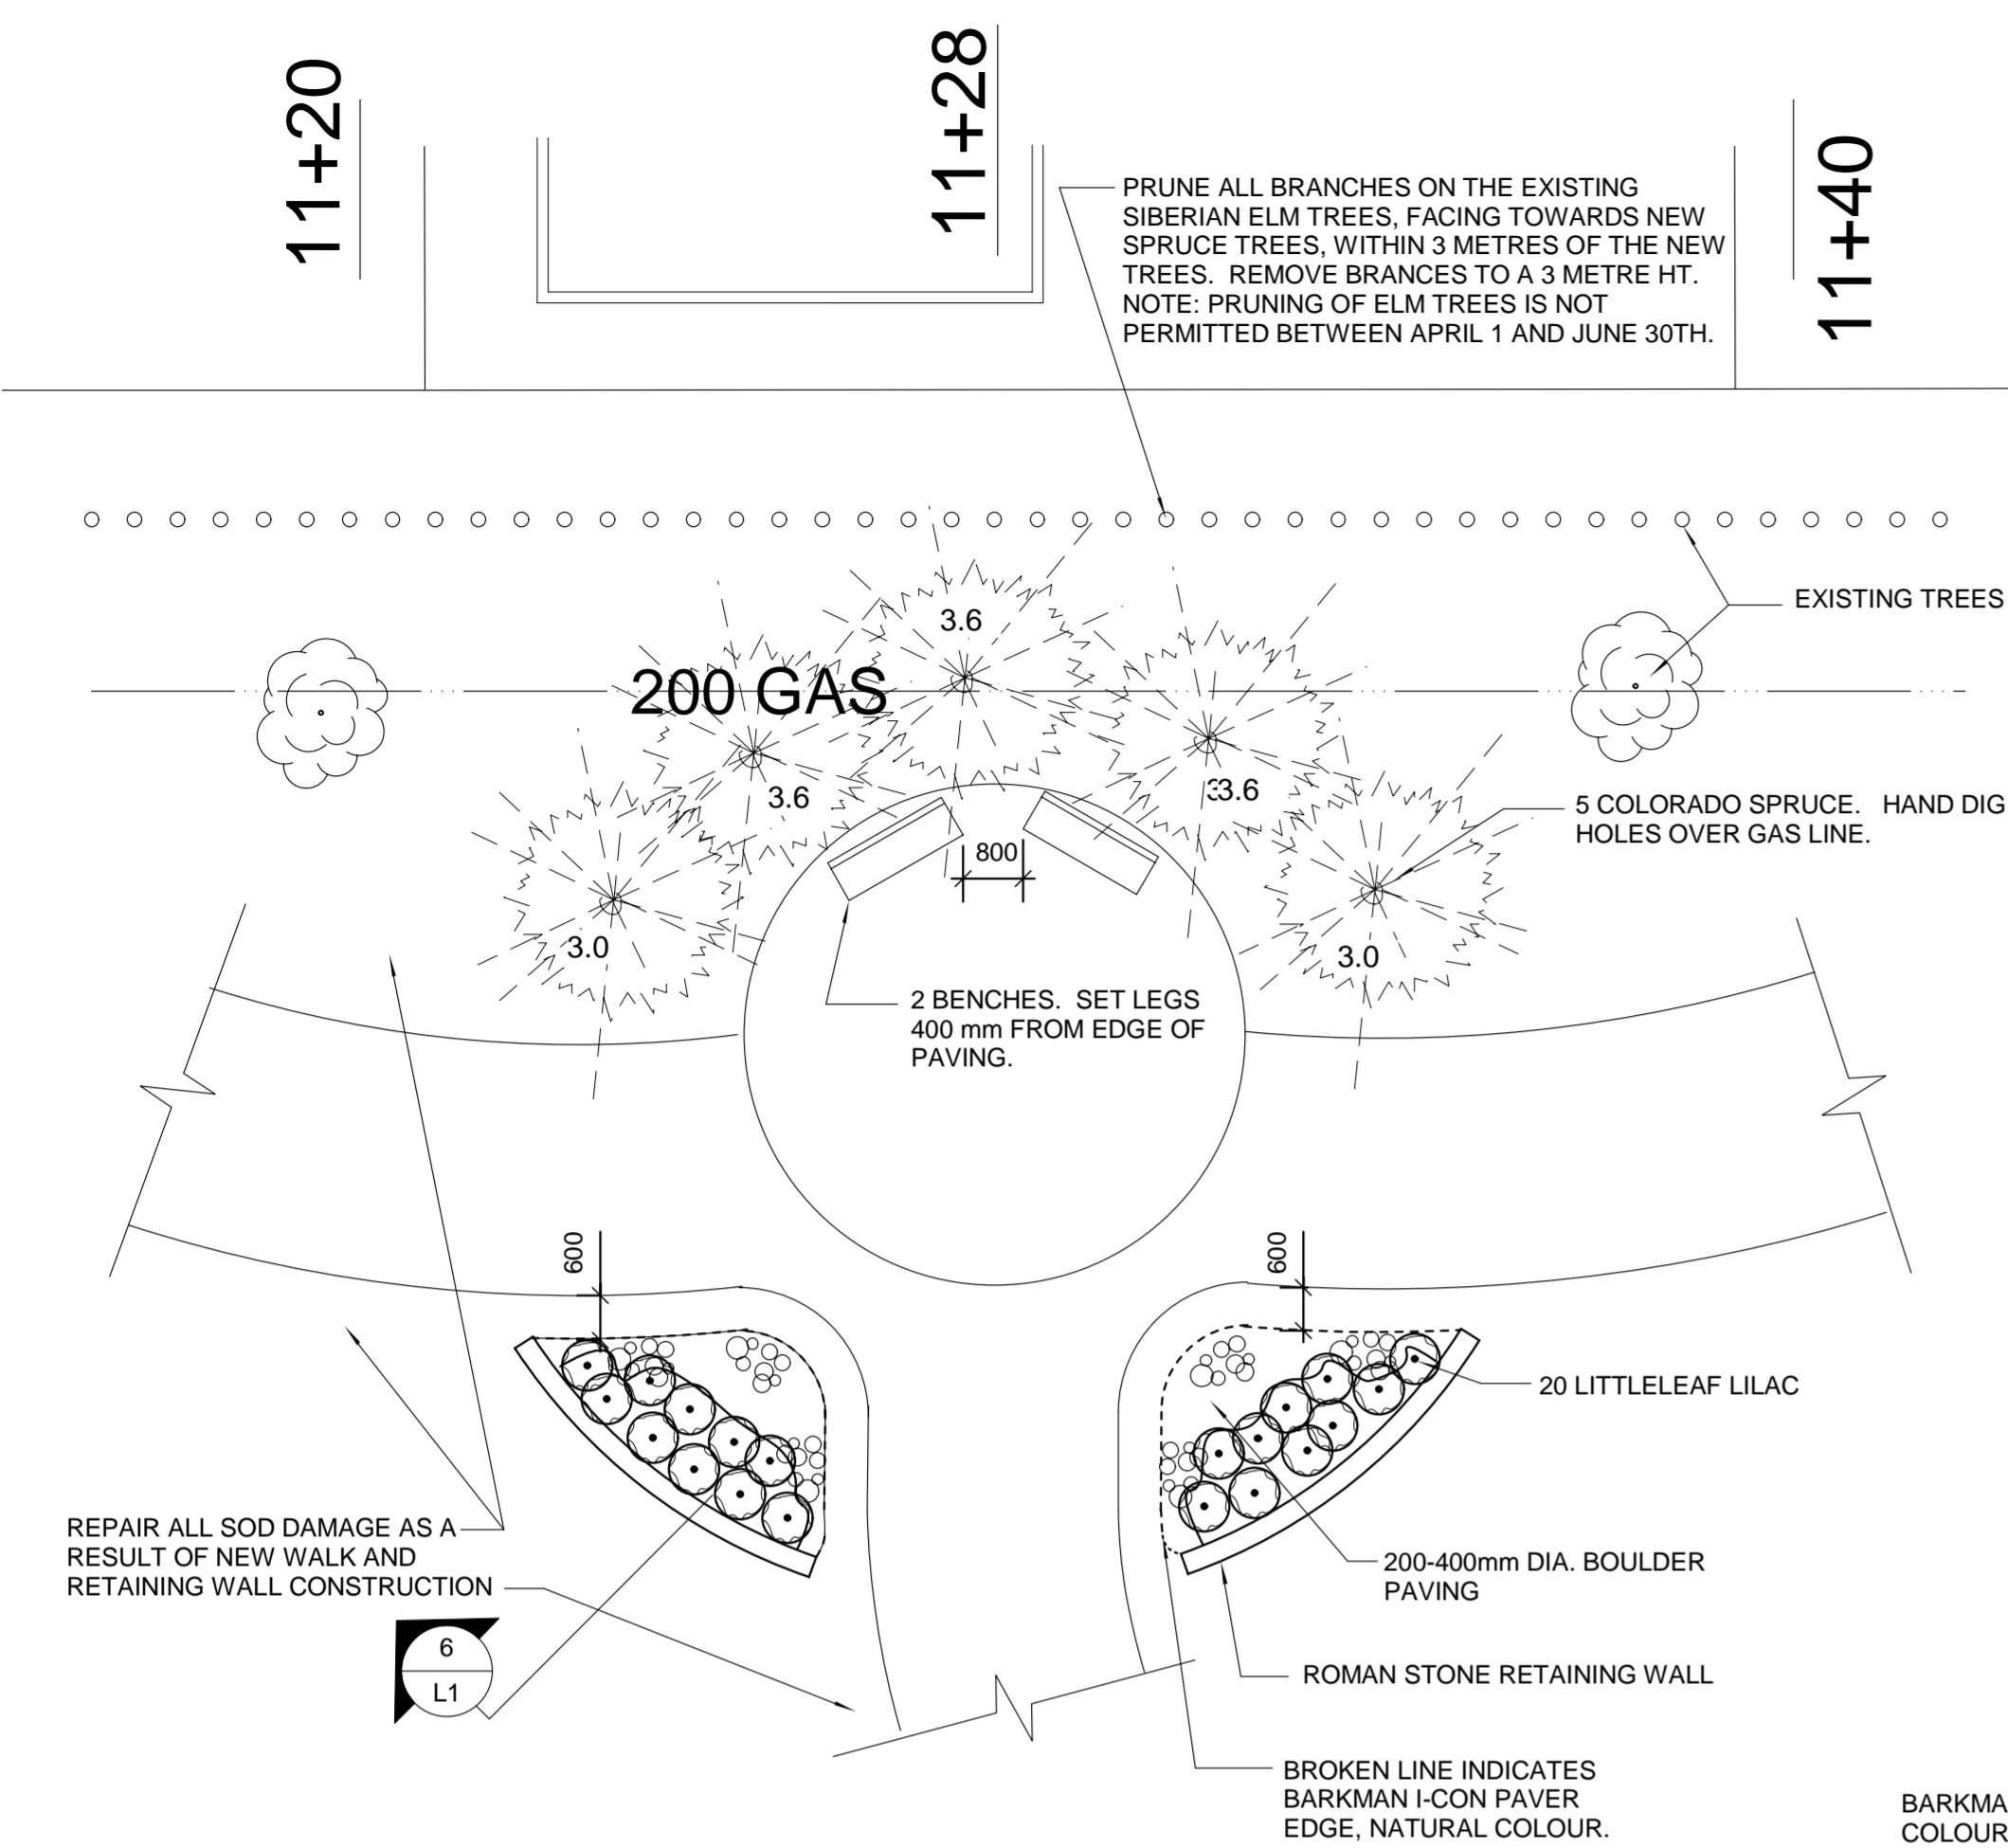 11+20
11+28
11+40
PRUNE ALL BRANCHES ON THE EXISTING
SIBERIAN ELM TREES, FACING TOWARDS NEW
SPRUCE TREES, WITHIN 3 METRES OF THE NEW
TREES. REMOVE BRANCES TO A 3 METRE HT.
NOTE: PRUNING OF ELM TREES IS NOT
PERMITTED BETWEEN APRIL 1 AND JUNE 30TH.
EXISTING TREES
3.6
200 GAS
3.6
3.6
5 COLORADO SPRUCE. HAND DIG
HOLES OVER GAS LINE.
800
3.0
3.0
2 BENCHES. SET LEGS
400 mm FROM EDGE OF
PAVING.
600
600
20 LITTLELEAF LILAC
REPAIR ALL SOD DAMAGE AS A
RESULT OF NEW WALK AND
RETAINING WALL CONSTRUCTION
200-400mm DIA. BOULDER
PAVING
6
L1
ROMAN STONE RETAINING WALL
BROKEN LINE INDICATES
BARKMAN I-CON PAVER
EDGE, NATURAL COLOUR.
BARKMA
COLOUR